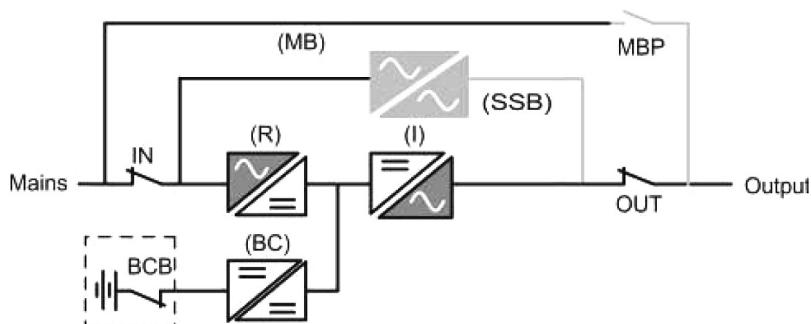 (MB)
MBP
(SSB)
IN
(R)
(I)
Mains
OUT
Output
BCB
(BC)